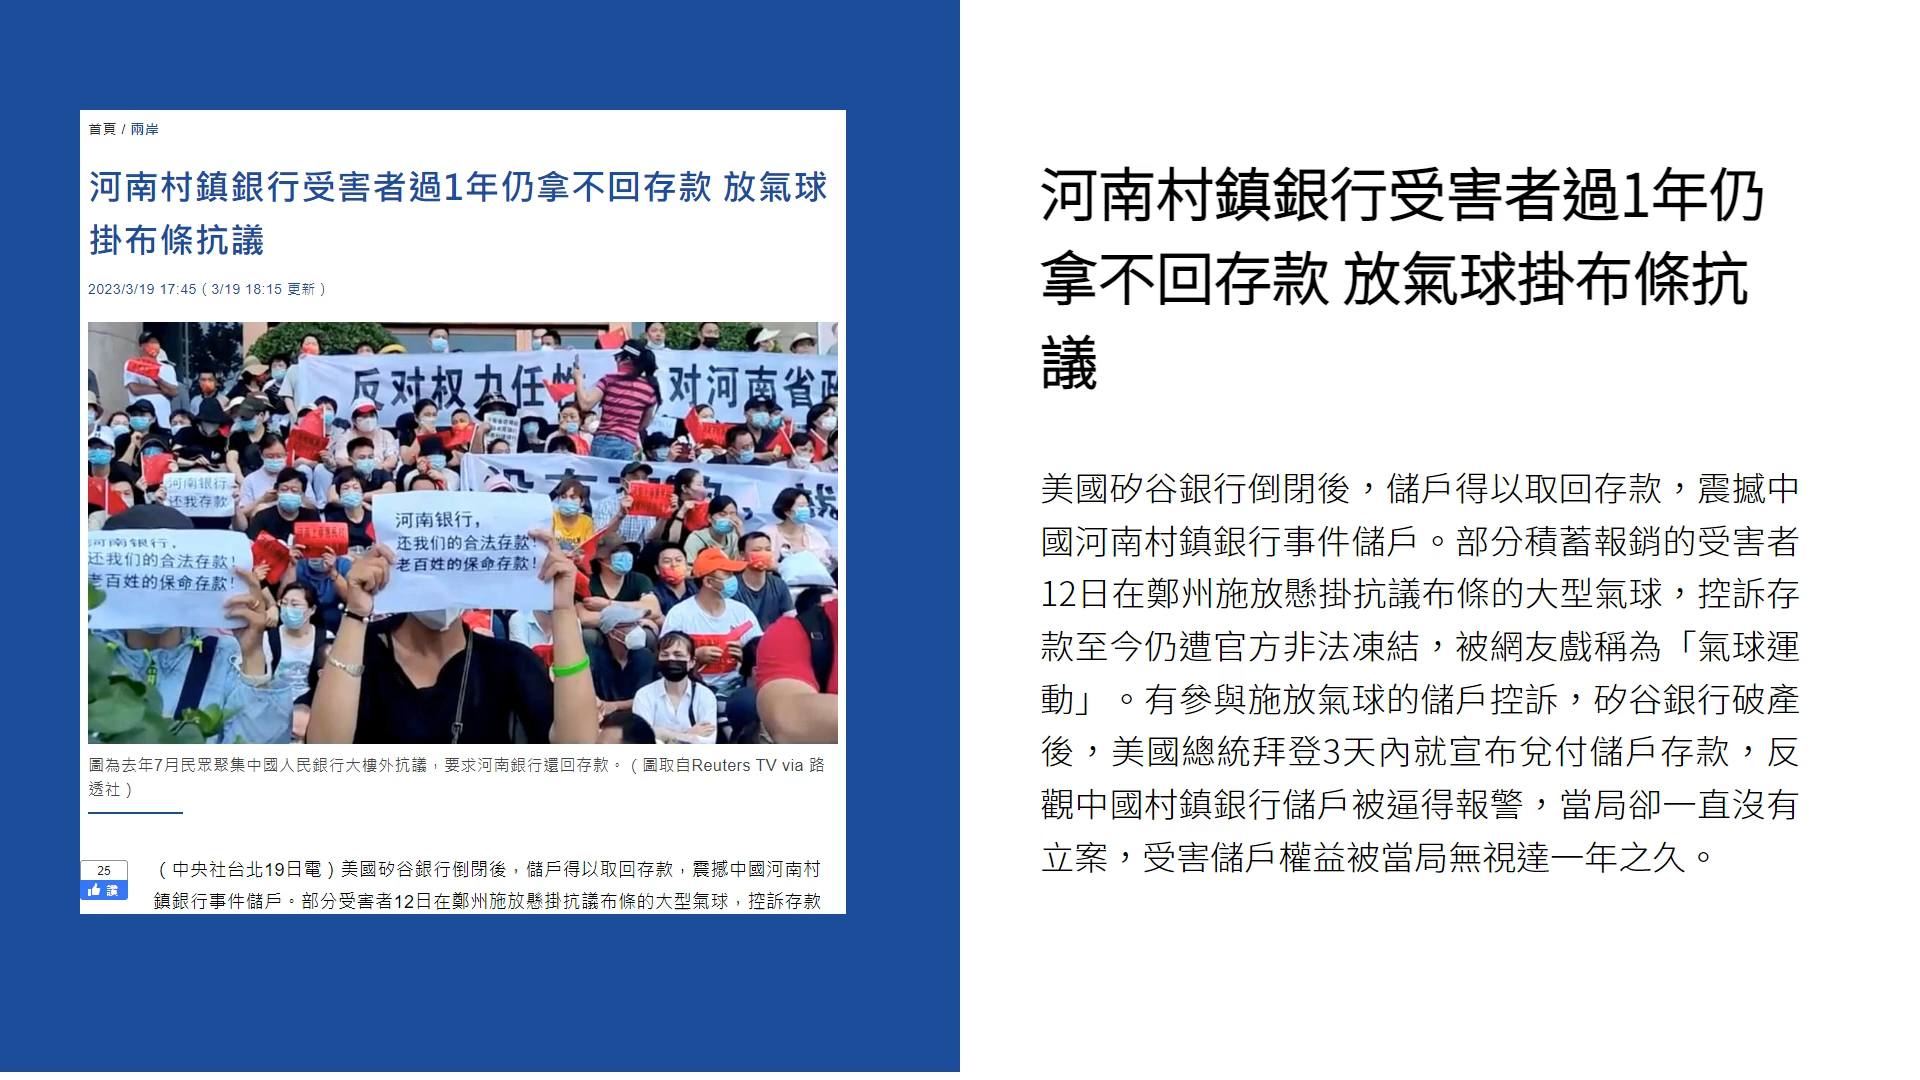 首頁 / 兩岸
河南村鎮銀行受害者過1年仍拿不回存款 放氣球
掛布條抗議
2023/3/19 17:45（3/19 18:15 更新）
反对权力任性
对河南省政
河南银行
还我存款
河南银行，
还我们的合法存款！
老百姓的保命存款！
河南银行，
还我们的合法存款！
老百姓的保命存款！
圖為去年7月民眾聚集中國人民銀行大樓外抗議，要求河南銀行還回存款。（圖取自Reuters TV via 路
透社）
25
讚
（中央社台北19日電）美國矽谷銀行倒閉後，儲戶得以取回存款，震撼中國河南村
鎮銀行事件儲戶。部分受害者12日在鄭州施放懸掛抗議布條的大型氣球，控訴存款
河南村鎮銀行受害者過1年仍
拿不回存款 放氣球掛布條抗
議
美國矽谷銀行倒閉後，儲戶得以取回存款，震撼中
國河南村鎮銀行事件儲戶。部分積蓄報銷的受害者
12日在鄭州施放懸掛抗議布條的大型氣球，控訴存
款至今仍遭官方非法凍結，被網友戲稱為「氣球運
動」。有參與施放氣球的儲戶控訴，矽谷銀行破產
後，美國總統拜登3天內就宣布兌付儲戶存款，反
觀中國村鎮銀行儲戶被逼得報警，當局卻一直沒有
立案，受害儲戶權益被當局無視達一年之久。